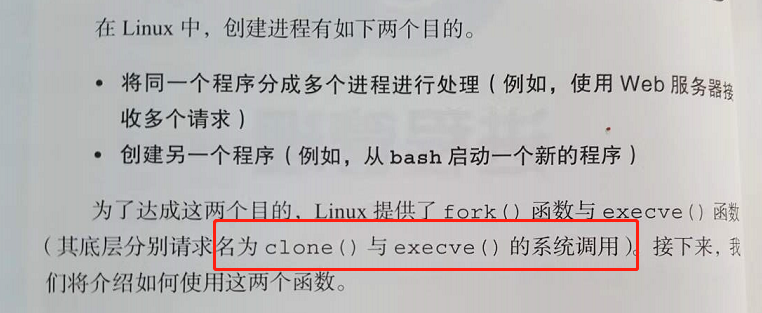 在 Linux 中，创建进程有如下两个目的。
• 将同一个程序分成多个进程进行处理（例如，使用 Web 服务器接
收多个请求）
• 创建另一个程序（例如，从 bash 启动一个新的程序）
为了达成这两个目的，Linux 提供了 fork() 函数与 execve() 函数
（其底层分别请求名为 clone() 与 execve() 的系统调用）。接下来，我
们将介绍如何使用这两个函数。